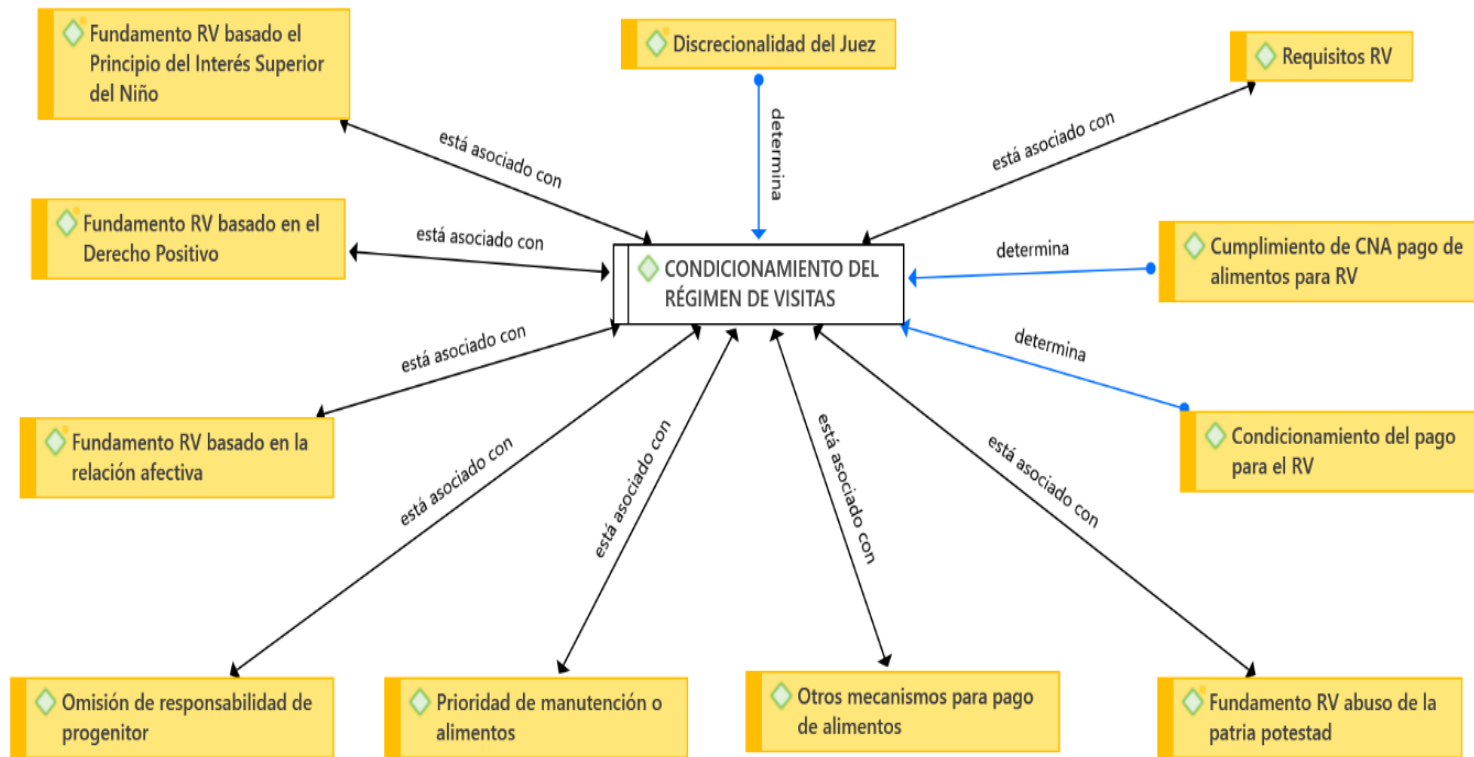 Fundamento RV basado el
Principio del Interés Superior
del Niño
Discrecionalidad del Juez
Requisitos RV
está asociado con
determina
está asociado con
Fundamento RV basado en el
Derecho Positivo
está asociado con
CONDICIONAMIENTO DEL
RÉGIMEN DE VISITAS
determina
Cumplimiento de CNA pago de
alimentos para RV
está asociado con
determina
Fundamento RV basado en la
relación afectiva
Condicionamiento del pago
para el RV
está asociado con
está asociado con
está asociado con
está asociado con
Omisión de responsabilidad de
progenitor
Prioridad de manutención o
alimentos
Otros mecanismos para pago
de alimentos
Fundamento RV abuso de la
patria potestad